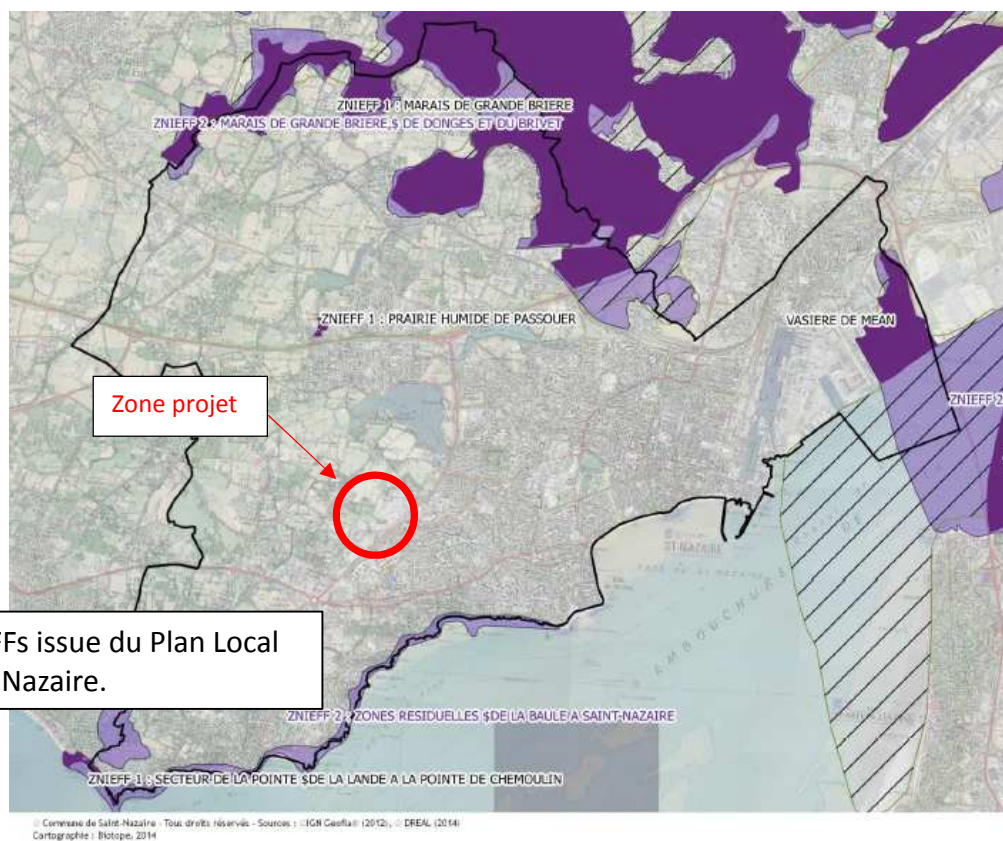 ZNIEFF 1 : MARAIS DE GRANDE BRIERE
ZNIEFF 2 : MARAIS DE GRANDE BRIERE,$ DE DONGES ET DU BRIVET
ZNIEFF 1 : PRAIRIE HUMIDE DE PASSOUER
VASIERE DE MEAN
Zone projet
ZNIEFF 2
ST-NAZAIRE
EMBOUCHURE
FFs issue du Plan Local
Nazaire.
ZNIEFF 2 : ZONES RESIDUELLES $DE LA BAULE A SAINT-NAZAIRE
ZNIEFF 1 : SECTEUR DE LA POINTE $DE LA LANDE A LA POINTE DE CHEMOULIN
© Commune de Saint-Nazaire - Tous droits réservés - Sources : ©IGN Geofla® (2012), © DREAL (2014)
Cartographie : Biotope, 2014